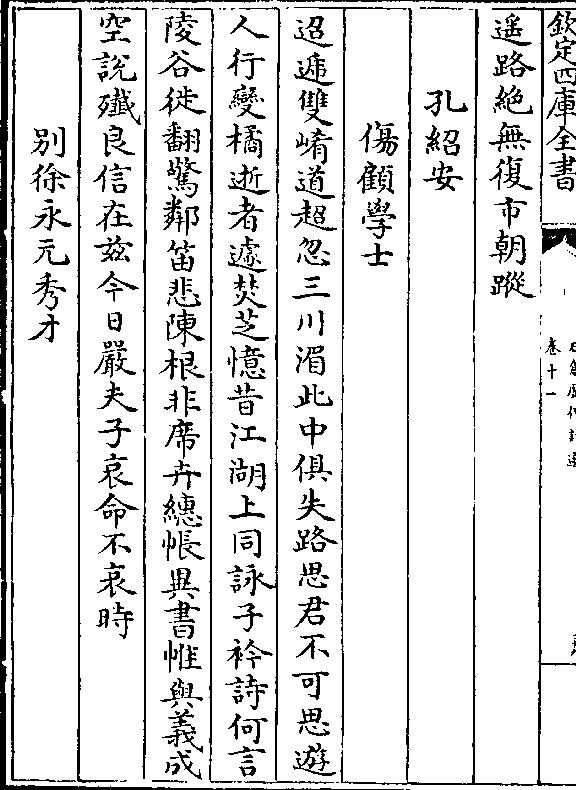 欽定四庫全書
卷十一
遥路絶無復市朝蹤
孔紹安
傷顧學士
迢遞雙崤道超忽三川湄此中俱失路思君不可思遊
人行變橘逝者遽焚芝憶昔江湖上同詠子衿詩何言
陵谷徙翻驚鄰笛悲陳根非席卉繐帳異書帷與義成
空説殲良信在兹今日嚴夫子哀命不哀時
别徐永元秀才